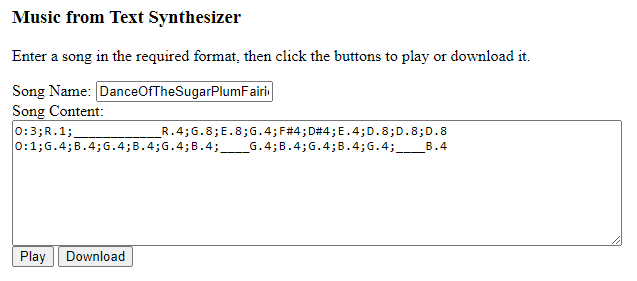 Music from Text Synthesizer
Enter a song in the required format, then click the buttons to play or download it.
Song Name: DanceOfTheSugarPlumFairi
Song Content:
O:3;R.1;____________R.4;G.8;E.8;G.4;F#4;D#4;E.4;D.8;D.8;D.8
O:1;G.4;B.4;G.4;B.4;G.4;B.4;____G.4;B.4;G.4;B.4;G.4;____B.4
Play Download